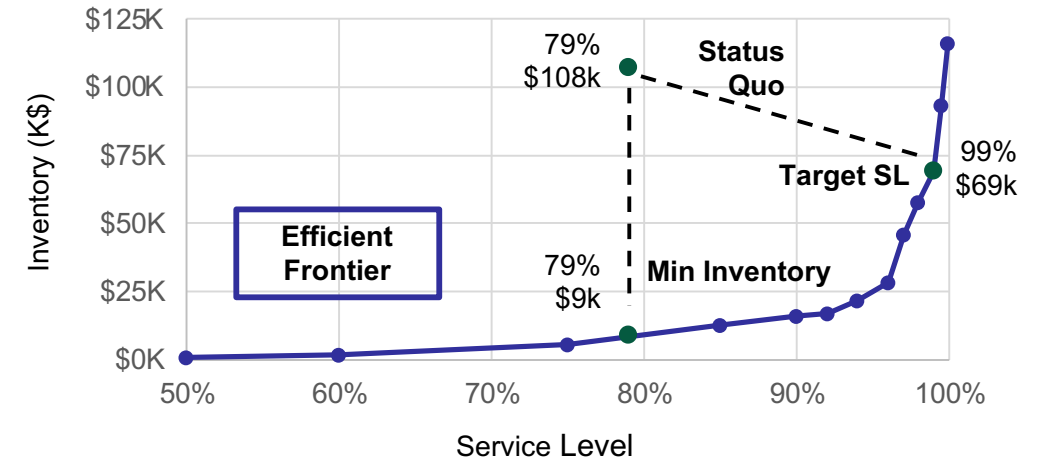 $125K
$100K
$75K
$50K
$25K
$0K
Inventory (K$)
79%
$108k
Status
Quo
Target SL
99%
$69k
Efficient
Frontier
79%
$9k
Min Inventory
50%
60%
70%
80%
90%
100%
Service Level